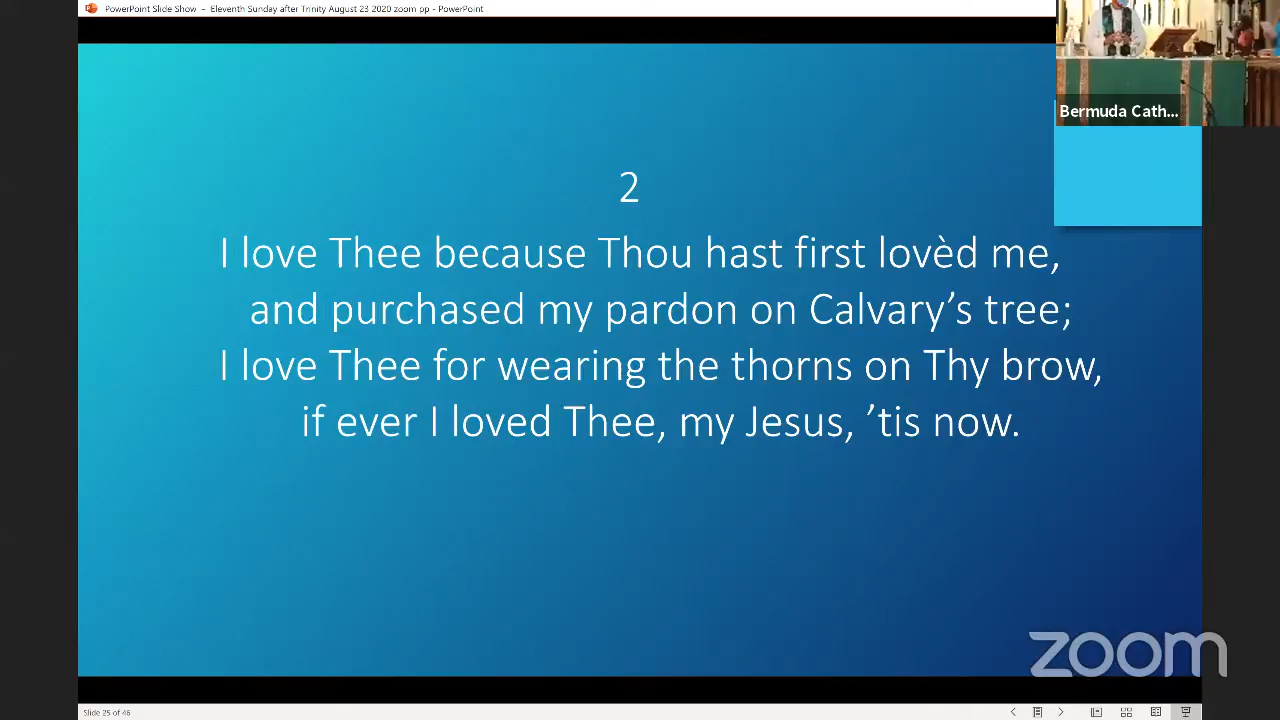 PowerPoint Slide Show – Eleventh Sunday after Trinity August 23 2020 zoom pp - PowerPoint
Bermuda Cath...
2
I love Thee because Thou hast first lovèd me,
and purchased my pardon on Calvary’s tree;
I love Thee for wearing the thorns on Thy brow,
if ever I loved Thee, my Jesus, ’tis now.
zoom
Slide 25 of 46